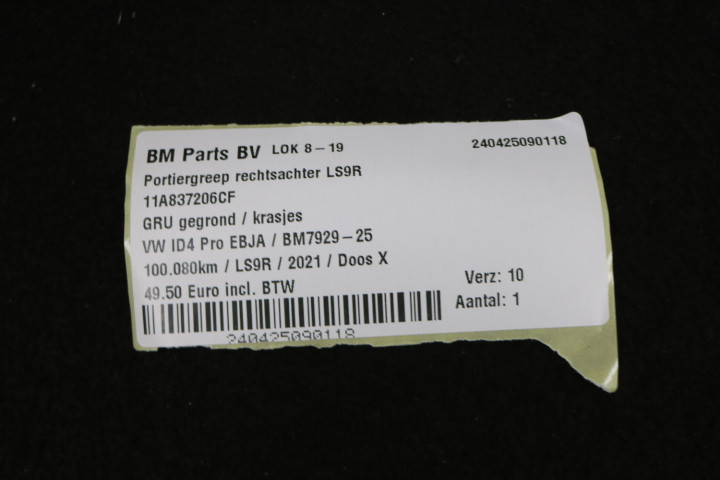 BM Parts BV LOK 8-19 240425090118
Portiergreep rechtsachter LS9R
11A837206CF
GRU gegrond / krasjes
VW ID4 Pro EBJA / BM7929-25
100.080km / LS9R / 2021 / Doos X
49.50 Euro incl. BTW
Verz: 10
Aantal: 1
240425090118